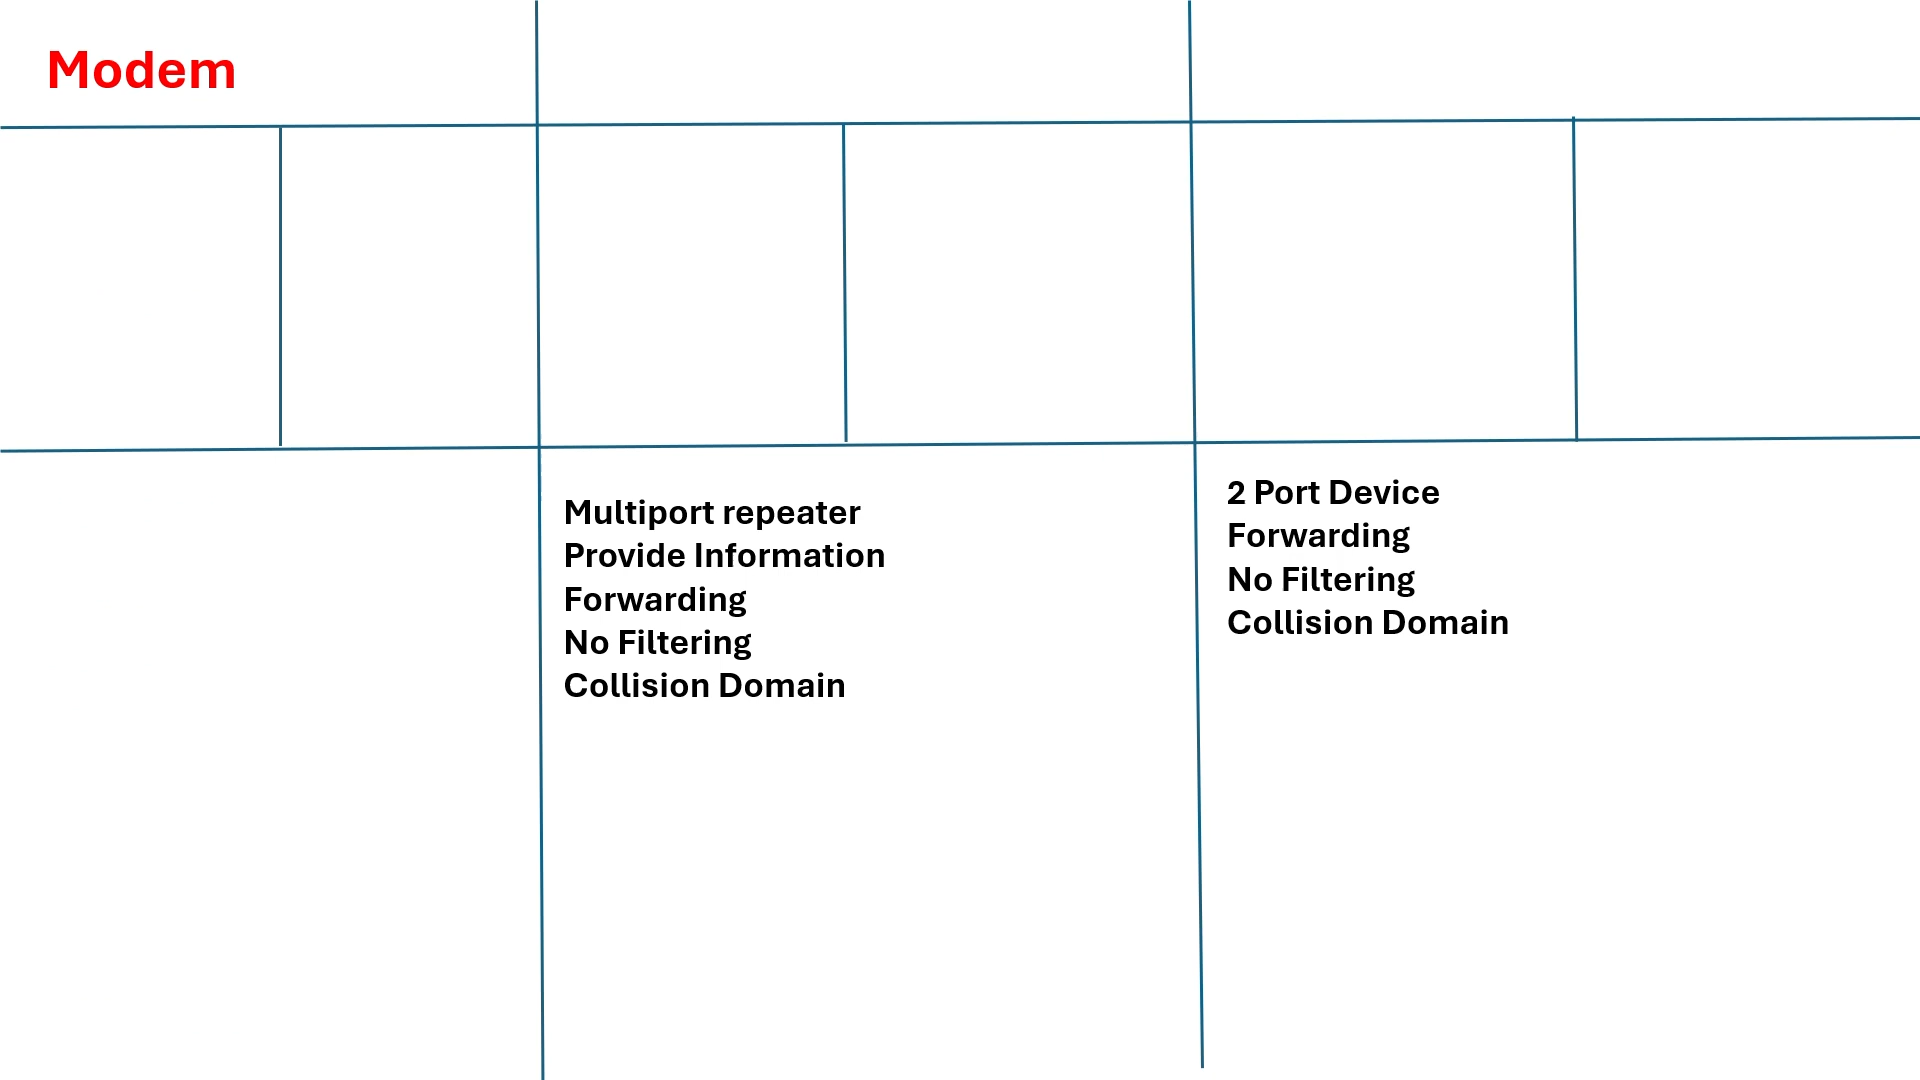 Modem
Multiport repeater
Provide Information
Forwarding
No Filtering
Collision Domain
2 Port Device
Forwarding
No Filtering
Collision Domain